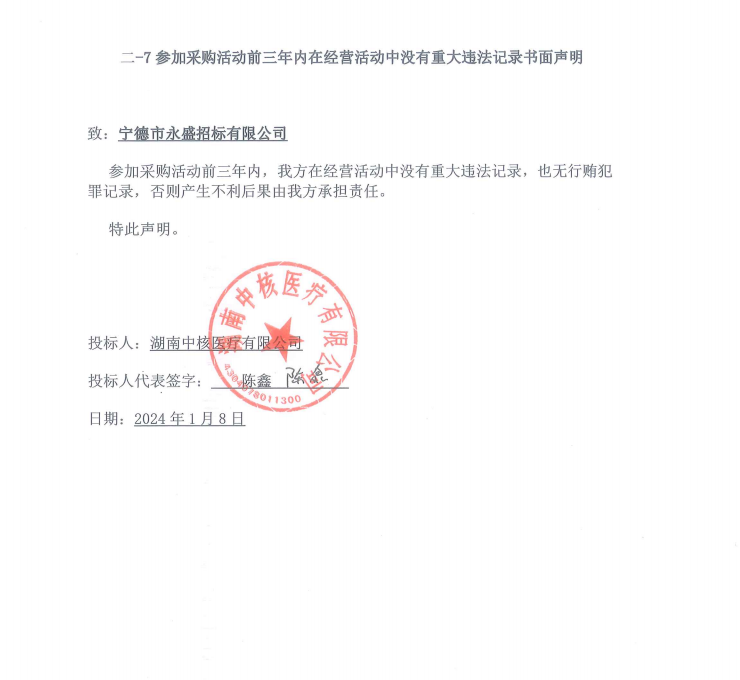 二-7 参加采购活动前三年内在经营活动中没有重大违法记录书面声明
致：宁德市永盛招标有限公司
参加采购活动前三年内，我方在经营活动中没有重大违法记录，也无行贿犯
罪记录，否则产生不利后果由我方承担责任。
特此声明。
湖南中核医疗有限公司
投标人：湖南中核医疗有限公司
投标人代表签字：陈鑫
日期：2024 年 1 月 8 日